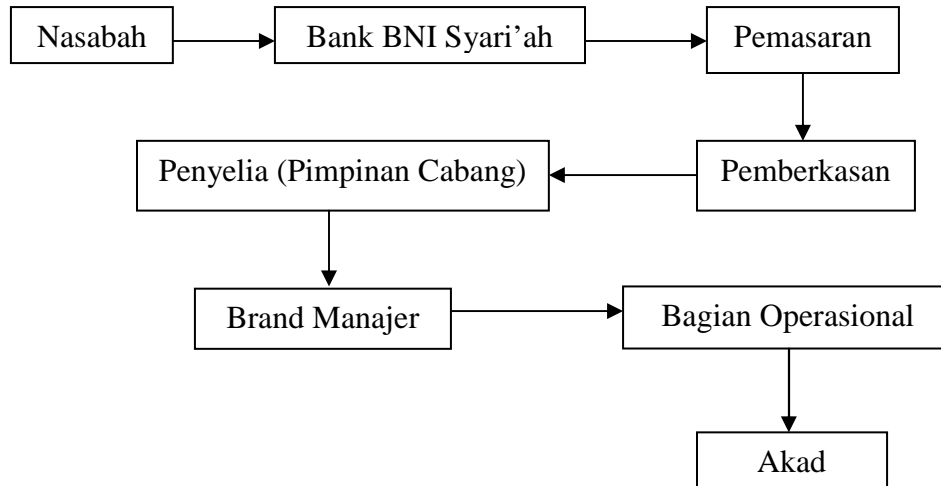 Nasabah
Bank BNI Syari’ah
Pemasaran
Pemberkasan
Penyelia (Pimpinan Cabang)
Brand Manajer
Bagian Operasional
Akad